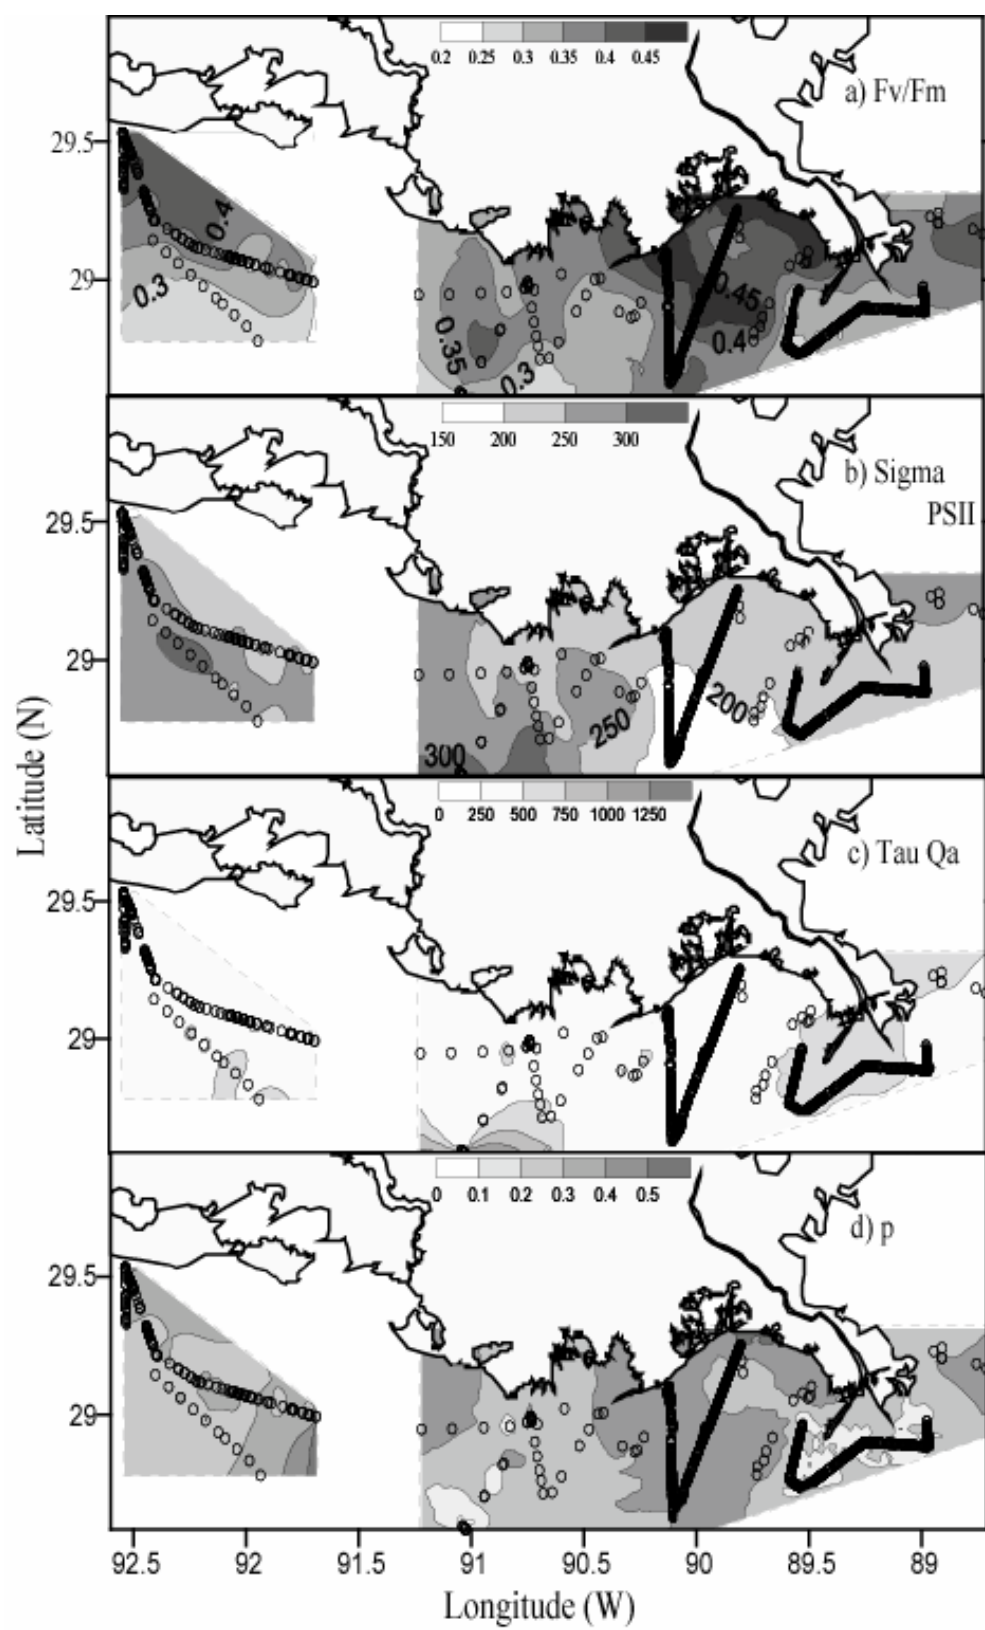 0.2 0.25 0.3 0.35 0.4 0.45
a) Fv/Fm
29.5
0.4
29
0.3
0.45
0.35
0.4
0.3
150 200 250 300
b) Sigma
PSII
29.5
29
200
250
300
0 250 500 750 1000 1250
c) Tau Qa
29.5
29
0 0.1 0.2 0.3 0.4 0.5
d) p
29.5
29
92.5 92 91.5 91 90.5 90 89.5 89
Longitude (W)
Latitude (N)